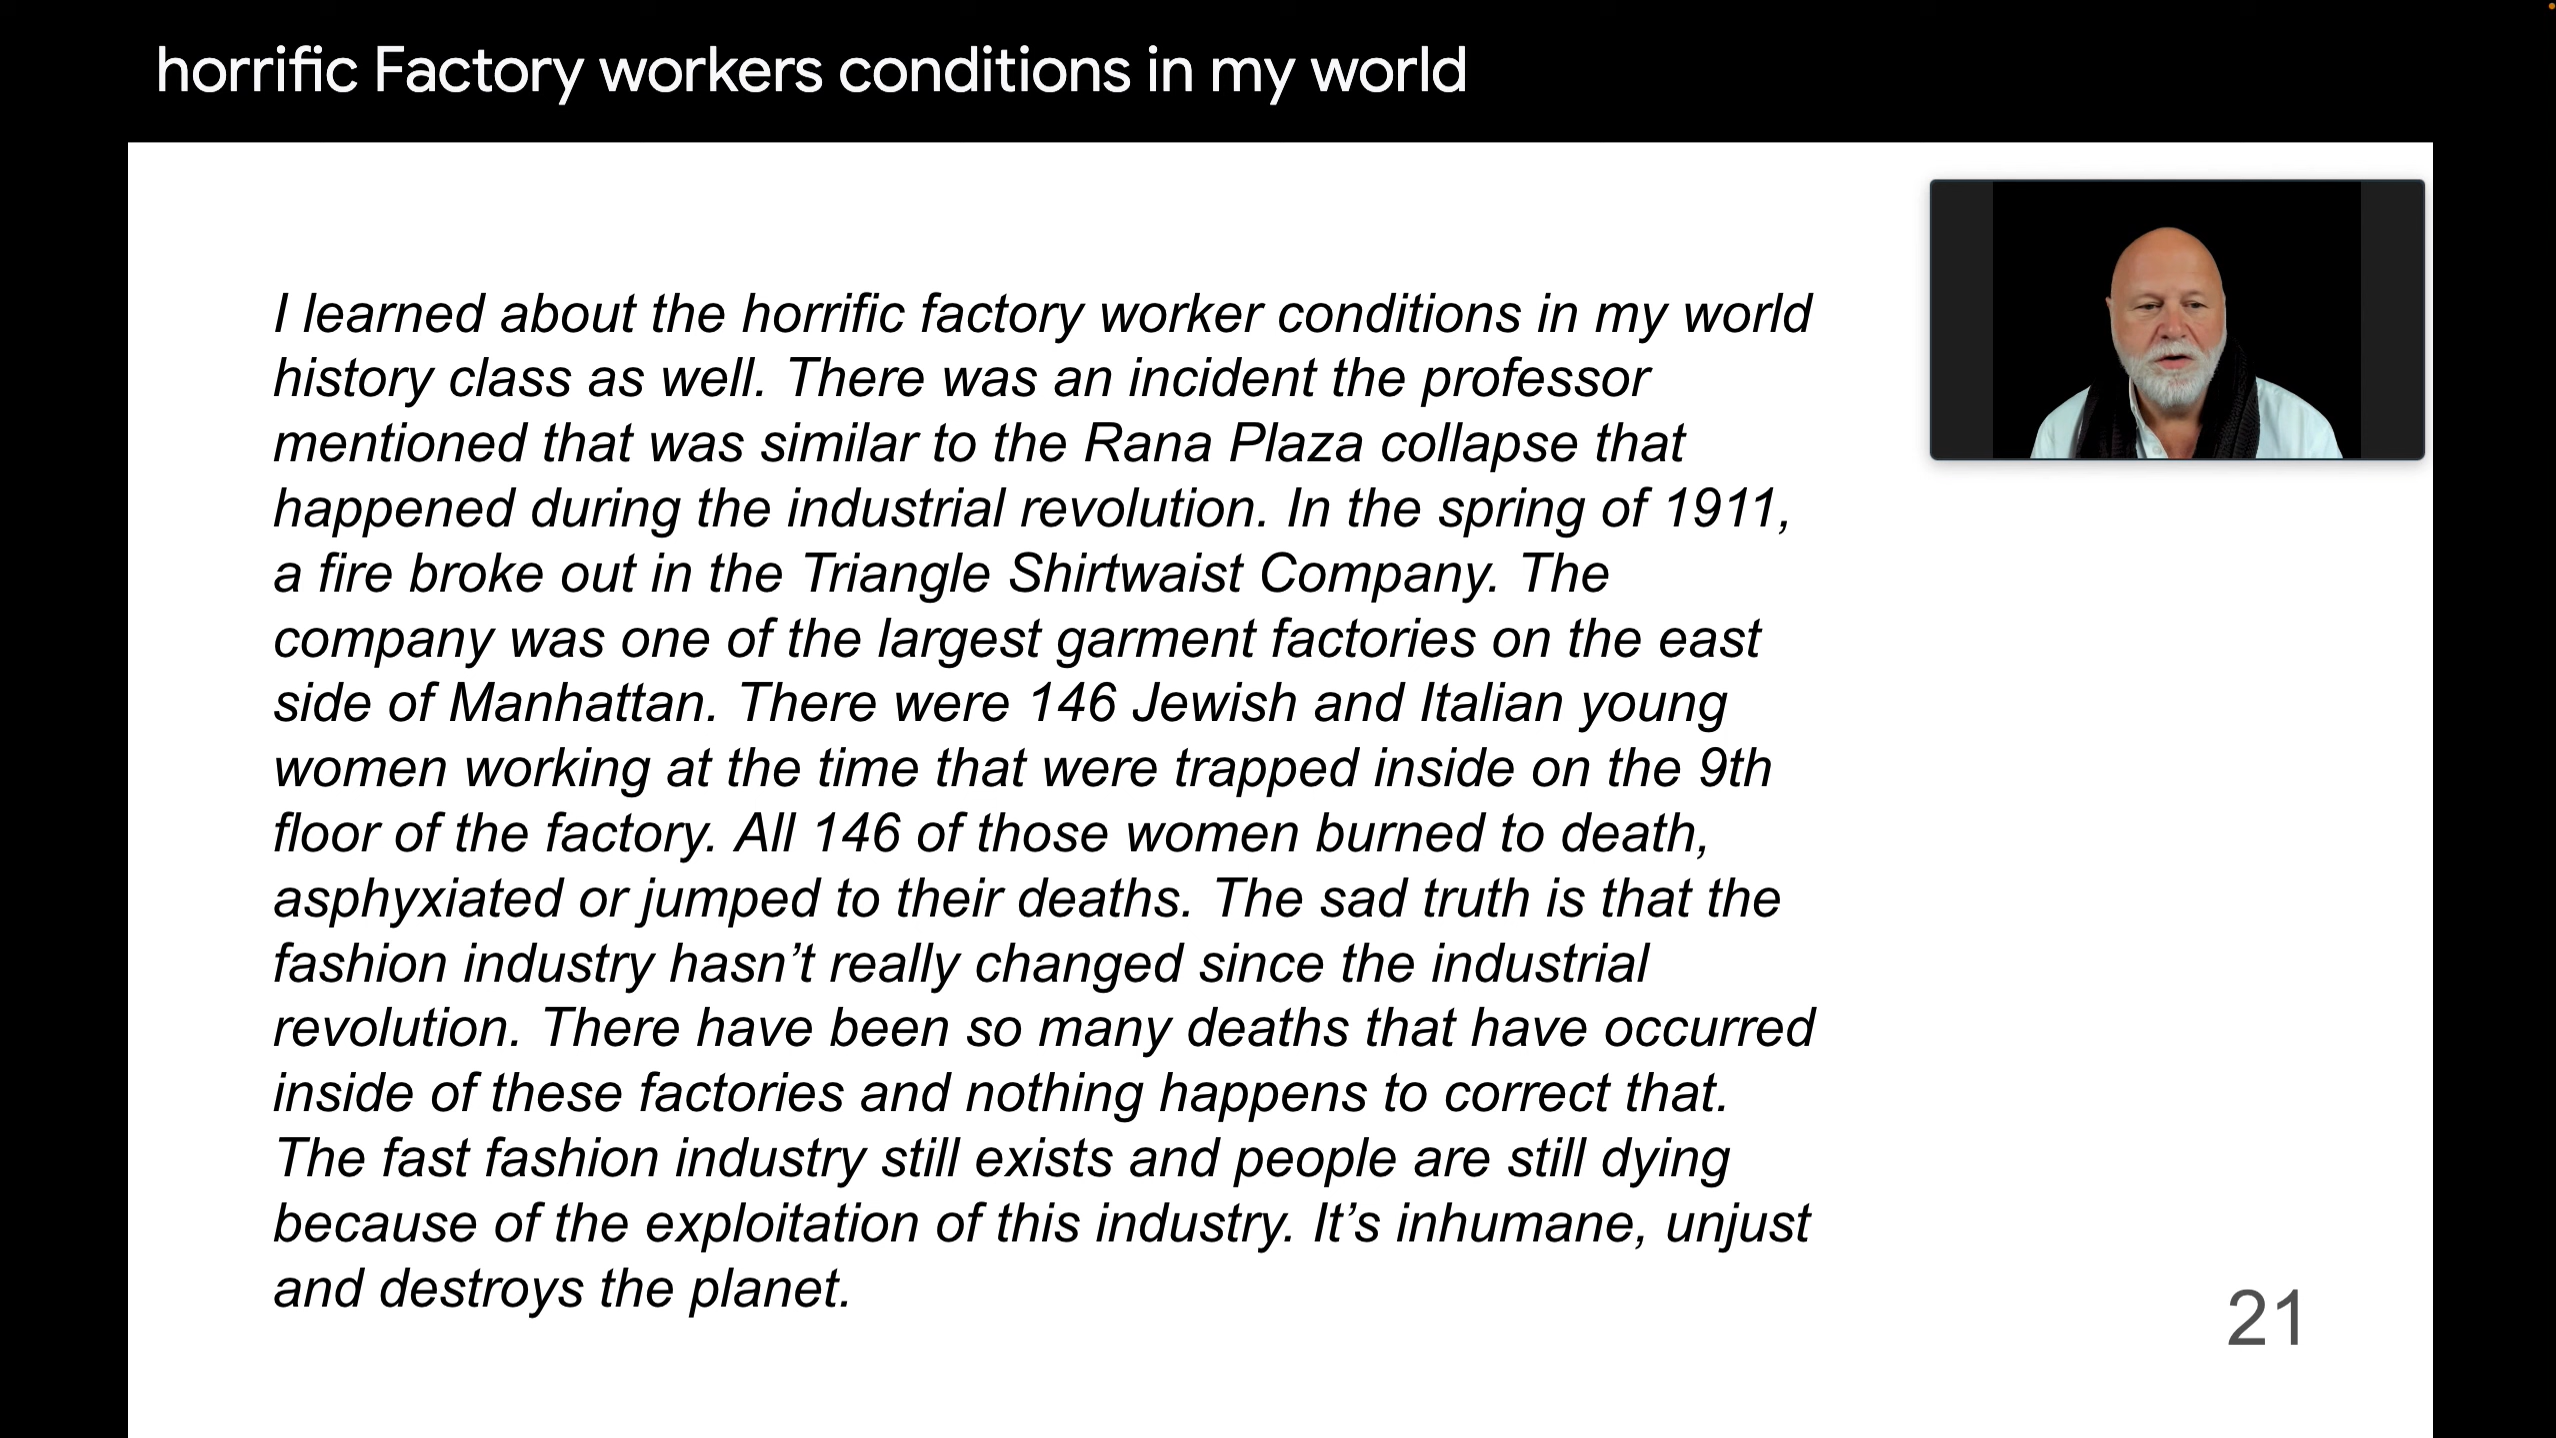 horrific Factory workers conditions in my world
I learned about the horrific factory worker conditions in my world
history class as well. There was an incident the professor
mentioned that was similar to the Rana Plaza collapse that
happened during the industrial revolution. In the spring of 1911,
a fire broke out in the Triangle Shirtwaist Company. The
company was one of the largest garment factories on the east
side of Manhattan. There were 146 Jewish and Italian young
women working at the time that were trapped inside on the 9th
floor of the factory. All 146 of those women burned to death,
asphyxiated or jumped to their deaths. The sad truth is that the
fashion industry hasn’t really changed since the industrial
revolution. There have been so many deaths that have occurred
inside of these factories and nothing happens to correct that.
The fast fashion industry still exists and people are still dying
because of the exploitation of this industry. It’s inhumane, unjust
and destroys the planet.
21